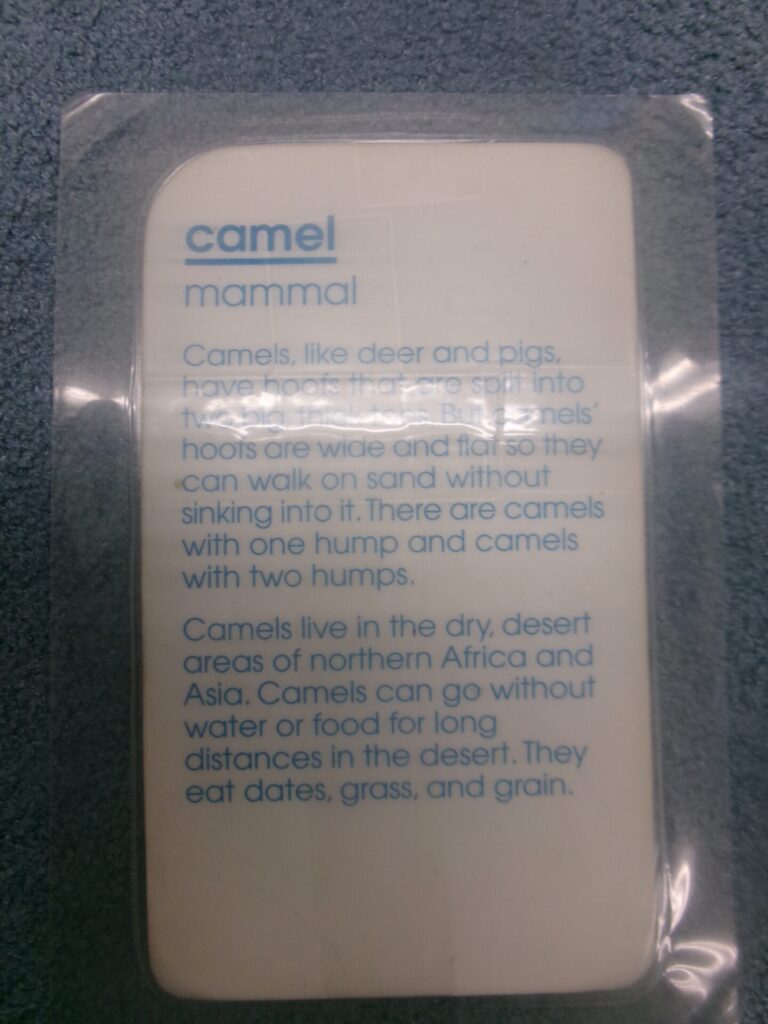 camel
mammal
Camels, like deer and pigs,
have hoofs that are split into
two big, thick toes. But camels'
hoofs are wide and flat so they
can walk on sand without
sinking into it. There are camels
with one hump and camels
with two humps.
Camels live in the dry, desert
areas of northern Africa and
Asia. Camels can go without
water or food for long
distances in the desert. They
eat dates, grass, and grain.